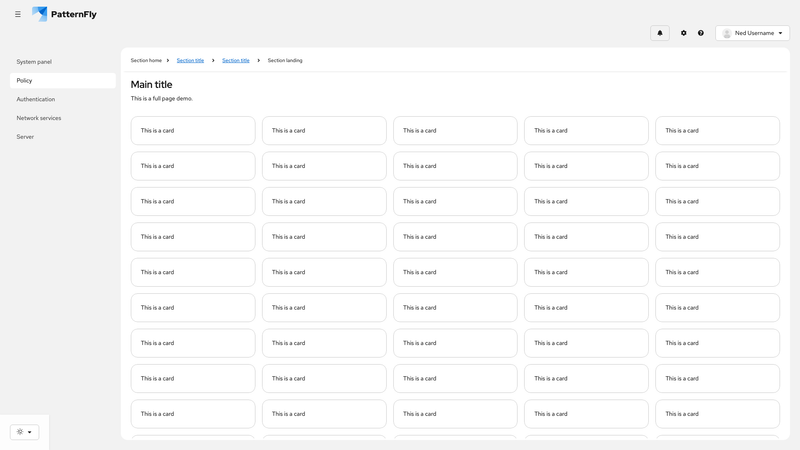 PatternFly
Ned Username
System panel
Policy
Authentication
Network services
Server
Section home Section title Section title Section landing
Main title
This is a full page demo.
This is a card This is a card This is a card This is a card This is a card
This is a card This is a card This is a card This is a card This is a card
This is a card This is a card This is a card This is a card This is a card
This is a card This is a card This is a card This is a card This is a card
This is a card This is a card This is a card This is a card This is a card
This is a card This is a card This is a card This is a card This is a card
This is a card This is a card This is a card This is a card This is a card
This is a card This is a card This is a card This is a card This is a card
This is a card This is a card This is a card This is a card This is a card